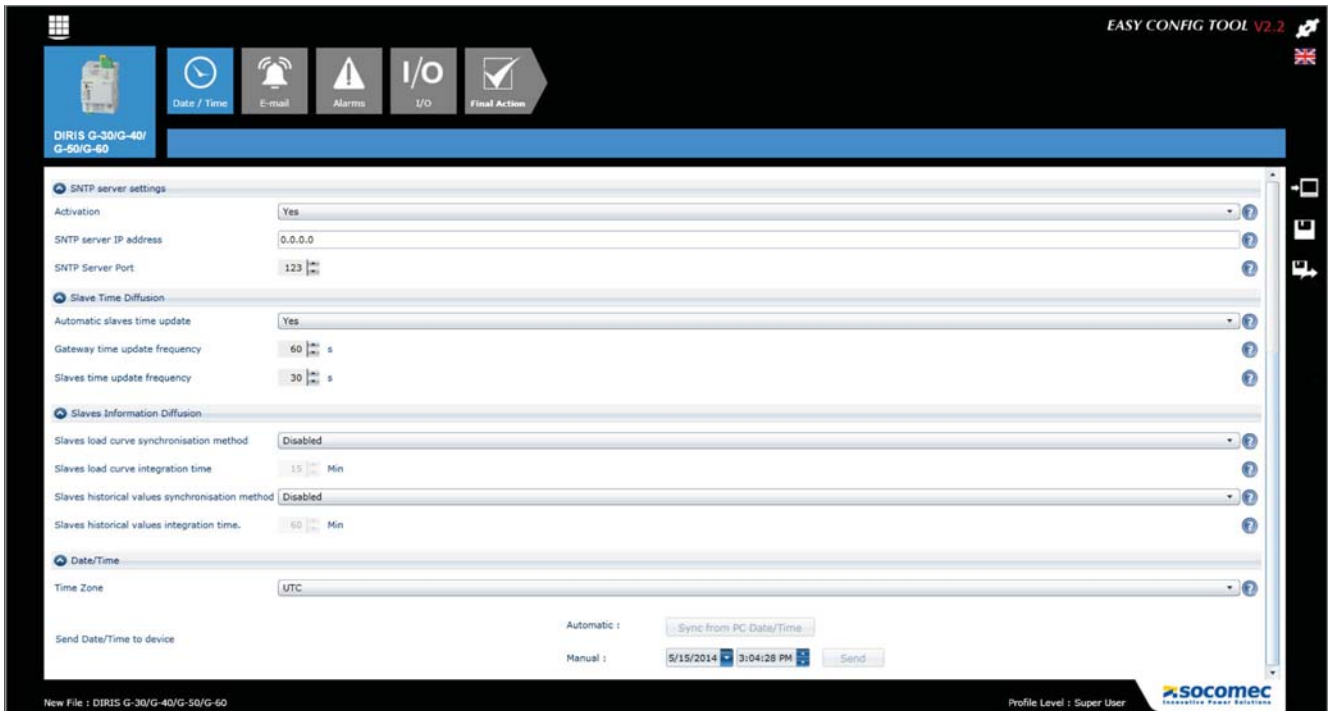 EASY CONFIG TOOL V2.2
Date / Time
E-mail
Alarms
I/O
I/O
Final Action
DIRIS G-30/G-40/
G-50/G-60
SNTP server settings
Activation Yes
SNTP server IP address 0.0.0.0
SNTP Server Port 123
Slave Time Diffusion
Automatic slaves time update Yes
Gateway time update frequency 60 s
Slaves time update frequency 30 s
Slaves Information Diffusion
Slaves load curve synchronisation method Disabled
Slaves load curve integration time 15 Min
Slaves historical values synchronisation method Disabled
Slaves historical values integration time. 60 Min
Date/Time
Time Zone UTC
Send Date/Time to device
Automatic : Sync from PC Date/Time
Manual : 5/15/2014 3:04:28 PM Send
New File : DIRIS G-30/G-40/G-50/G-60
Profile Level : Super User
socomec
Innovative Power Solutions